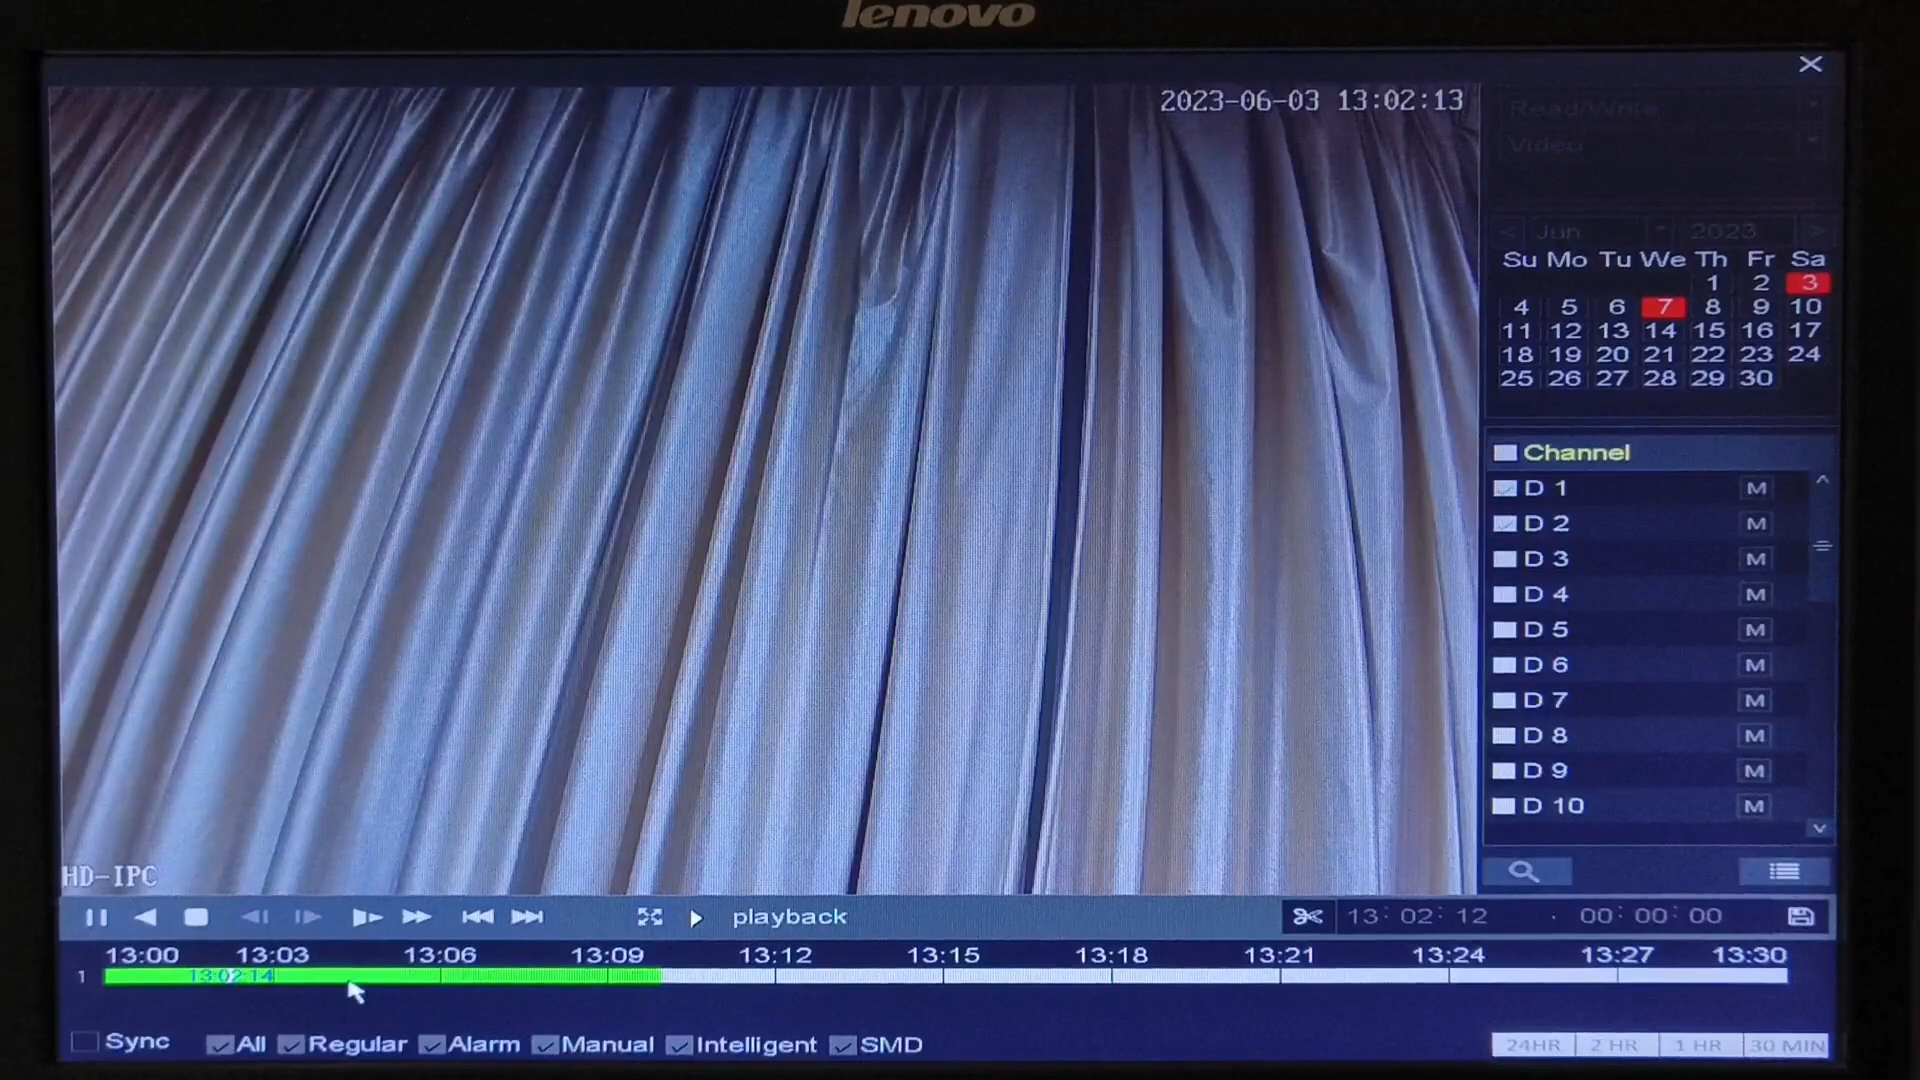 lenovo
2023-06-03 13:02:13
Read/Write
Video
< Jun 2023 >
Su Mo Tu We Th Fr Sa
1 2 3
4 5 6 7 8 9 10
11 12 13 14 15 16 17
18 19 20 21 22 23 24
25 26 27 28 29 30
Channel
D 1 M
D 2 M
D 3 M
D 4 M
D 5 M
D 6 M
D 7 M
D 8 M
D 9 M
D 10 M
HD-IPC
playback
13:02:12 - 00:00:00
13:00 13:03 13:06 13:09 13:12 13:15 13:18 13:21 13:24 13:27 13:30
1 13:02:14
Sync All Regular Alarm Manual Intelligent SMD
24HR 2 HR 1 HR 30 MIN